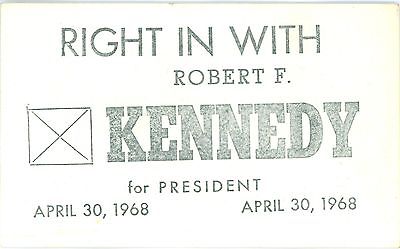 RIGHT IN WITH
ROBERT F.
KENNEDY
for PRESIDENT
APRIL 30, 1968 APRIL 30, 1968